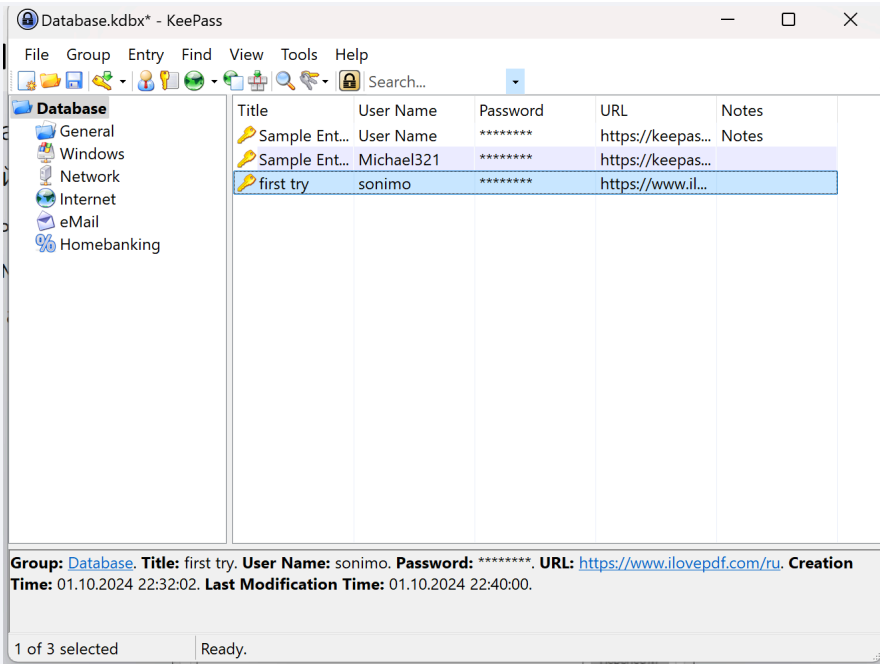 Database.kdbx* - KeePass
File Group Entry Find View Tools Help
Search...
Database
General
Windows
Network
Internet
eMail
Homebanking
Title User Name Password URL Notes
Sample Ent... User Name ******** https://keepas... Notes
Sample Ent... Michael321 ******** https://keepas...
first try sonimo ******** https://www.il...
Group: Database. Title: first try. User Name: sonimo. Password: ********. URL: https://www.ilovepdf.com/ru. Creation
Time: 01.10.2024 22:32:02. Last Modification Time: 01.10.2024 22:40:00.
1 of 3 selected Ready.